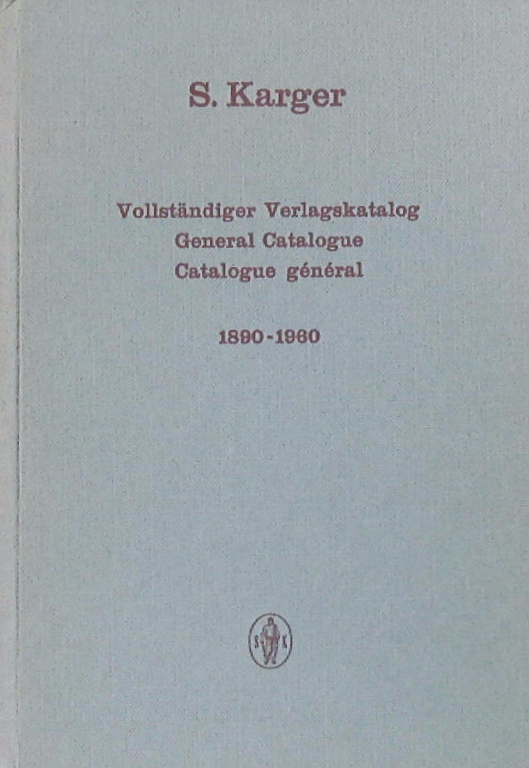 S. Karger
Vollständiger Verlagskatalog
General Catalogue
Catalogue général
1890-1960
S K